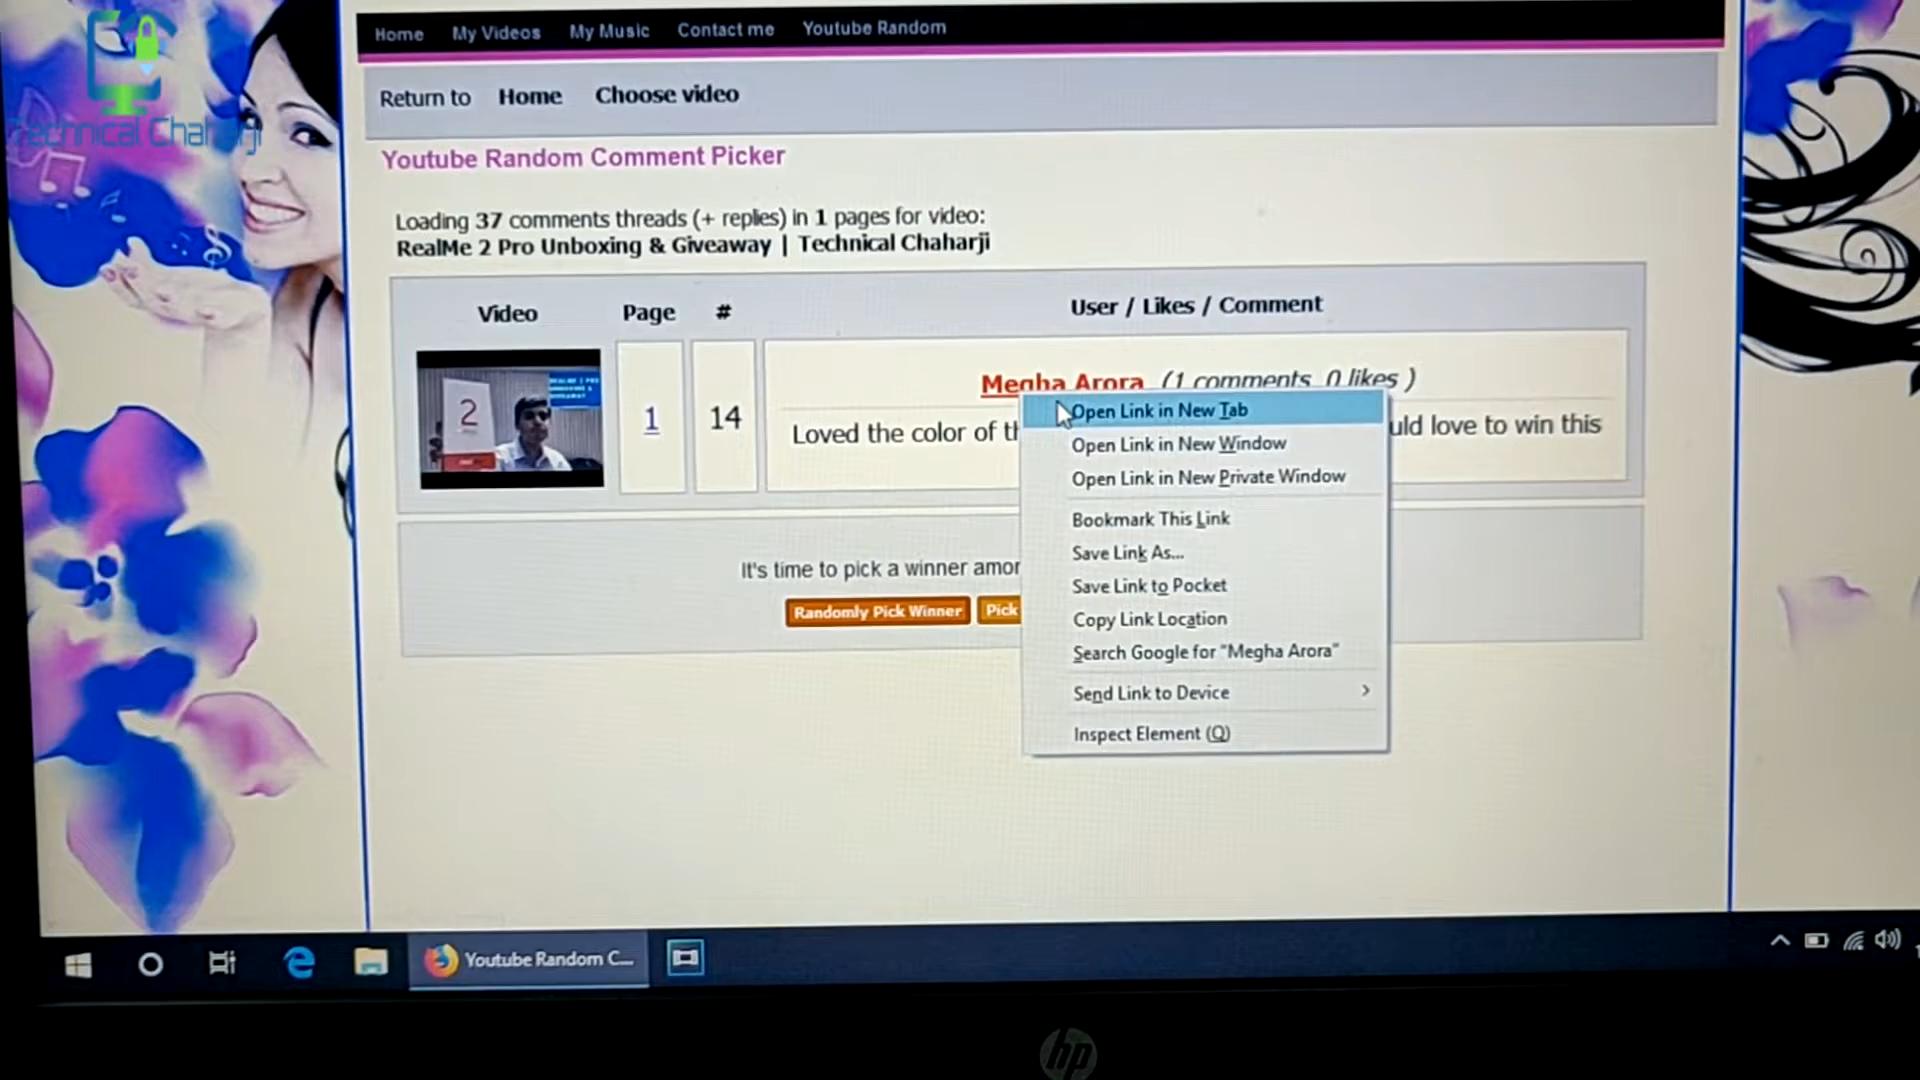 Home My Videos My Music Contact me Youtube Random
Technical Chaharji
Return to Home Choose video
Youtube Random Comment Picker
Loading 37 comments threads (+ replies) in 1 pages for video:
RealMe 2 Pro Unboxing & Giveaway | Technical Chaharji
Video Page # User / Likes / Comment
2
1 14
Megha Arora (1 comments, 0 likes )
Loved the color of love to win this
Open Link in New Tab
Open Link in New Window
Open Link in New Private Window
Bookmark This Link
Save Link As...
Save Link to Pocket
Copy Link Location
Search Google for "Megha Arora"
Send Link to Device
Inspect Element (Q)
It's time to pick a winner
Randomly Pick Winner Pick
Youtube Random C...
hp